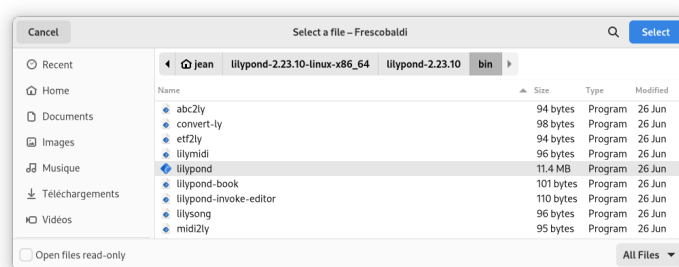 Cancel Select a file – Frescobaldi Select
Recent
Home
Documents
Images
Musique
Téléchargements
Vidéos
jean lilypond-2.23.10-linux-x86_64 lilypond-2.23.10 bin
Name Size Type Modified
abc2ly 94 bytes Program 26 Jun
convert-ly 98 bytes Program 26 Jun
etf2ly 94 bytes Program 26 Jun
lilymidi 96 bytes Program 26 Jun
lilypond 11.4 MB Program 26 Jun
lilypond-book 101 bytes Program 26 Jun
lilypond-invoke-editor 110 bytes Program 26 Jun
lilysong 96 bytes Program 26 Jun
midi2ly 95 bytes Program 26 Jun
Open files read-only All Files